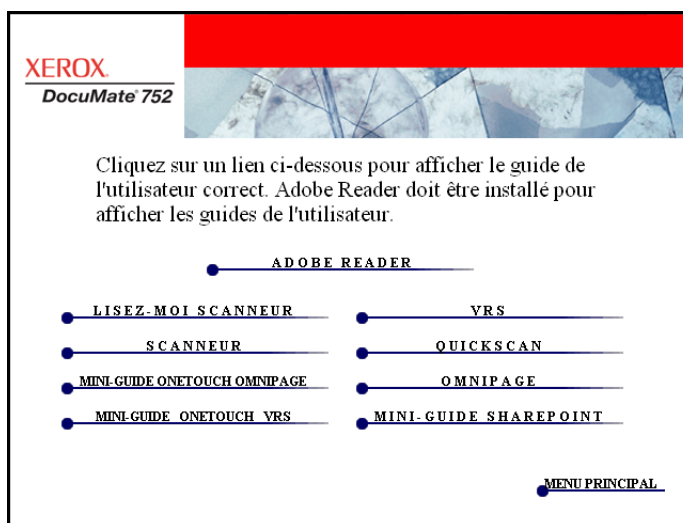 XEROX®
DocuMate® 752
Cliquez sur un lien ci-dessous pour afficher le guide de
l'utilisateur correct. Adobe Reader doit être installé pour
afficher les guides de l'utilisateur.
ADOBE READER
LISEZ-MOI SCANNEUR
VRS
SCANNEUR
QUICKSCAN
MINI-GUIDE ONETOUCH OMNIPAGE
OMNIPAGE
MINI-GUIDE ONETOUCH VRS
MINI-GUIDE SHAREPOINT
MENU PRINCIPAL